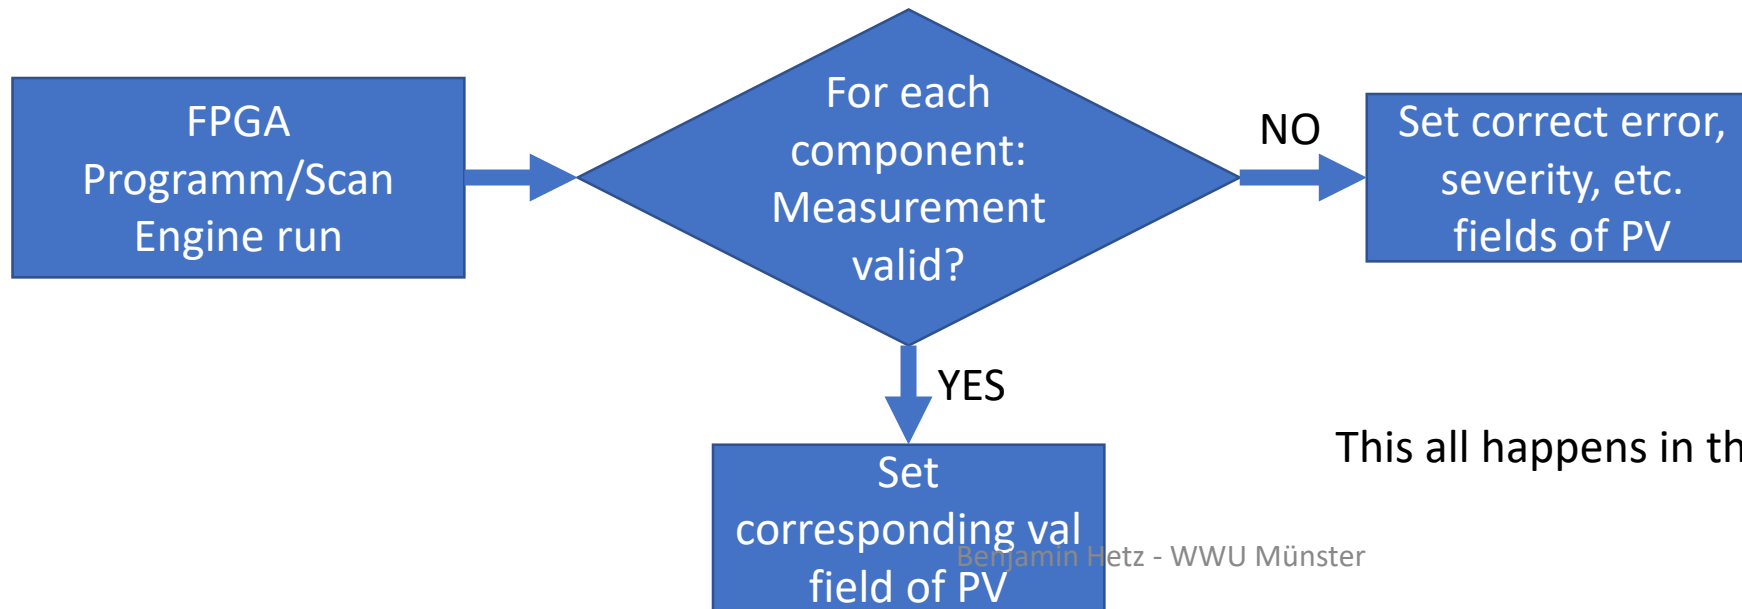 FPGA
Programm/Scan
Engine run
For each
component:
Measurement
valid?
NO
Set correct error,
severity, etc.
fields of PV
YES
Set
corresponding val
field of PV
This all happens in
Benjamin Hetz - WWU Münster